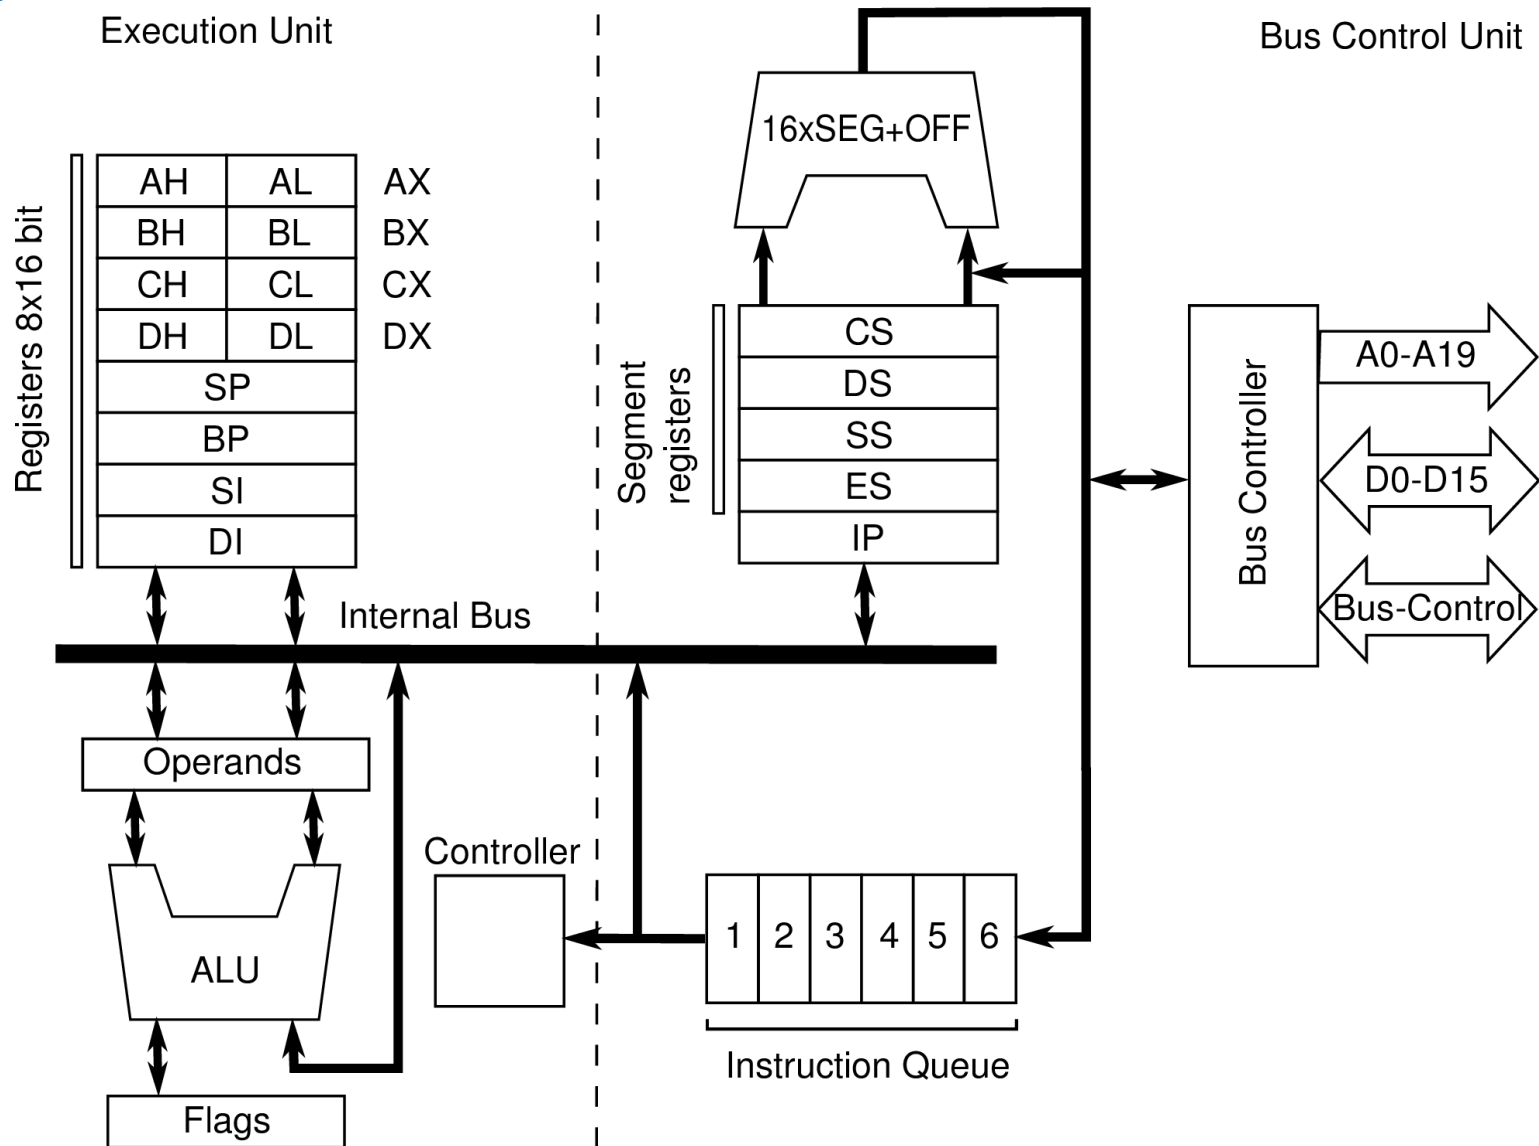 Execution Unit
Bus Control Unit
16xSEG+OFF
Registers 8x16 bit
AH AL AX
BH BL BX
CH CL CX
DH DL DX
SP
BP
SI
DI
Segment
registers
CS
DS
SS
ES
IP
Bus Controller
A0-A19
D0-D15
Bus-Control
Internal Bus
Operands
ALU
Flags
Controller
1 2 3 4 5 6
Instruction Queue